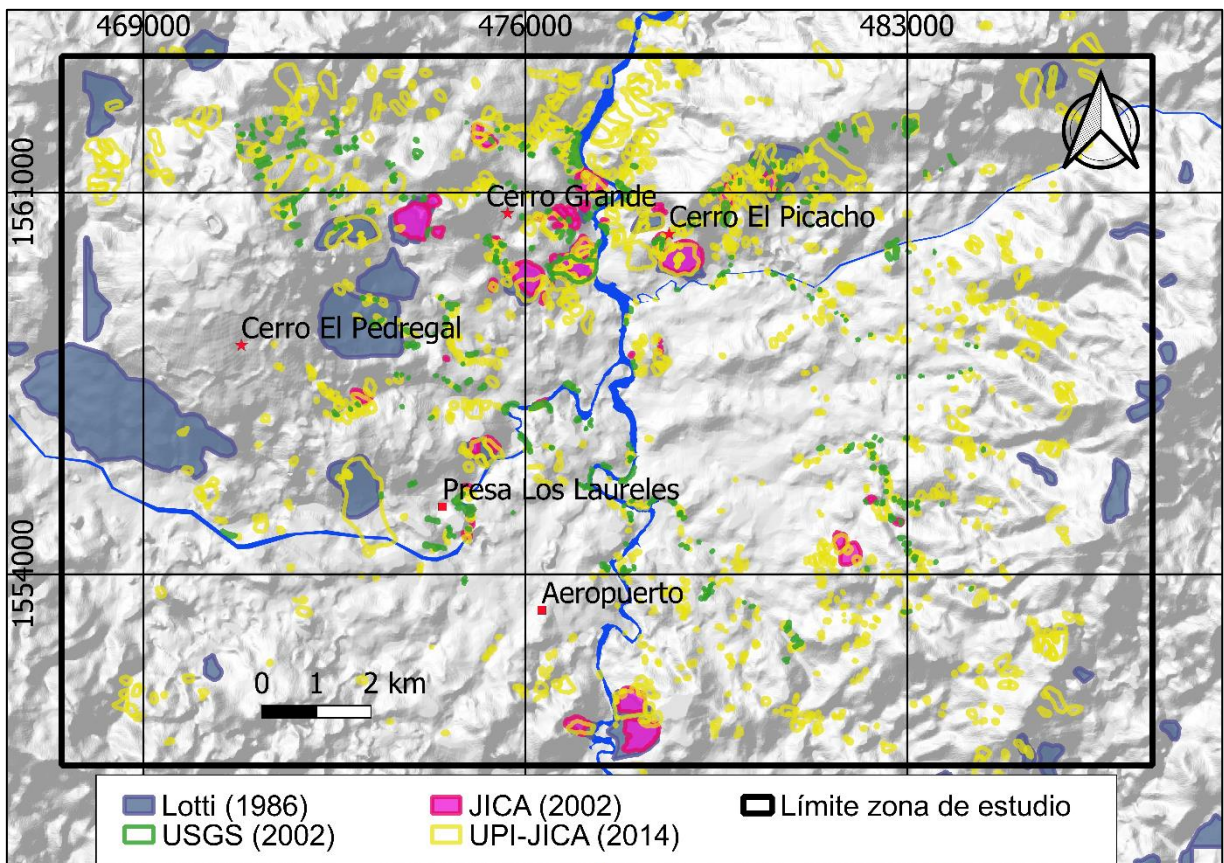 469000 476000 483000
1561000
Cerro Grande
Cerro El Picacho
Cerro El Pedregal
Presa Los Laureles
1554000
Aeropuerto
0 1 2 km
Lotti (1986) JICA (2002) Límite zona de estudio
USGS (2002) UPI-JICA (2014)